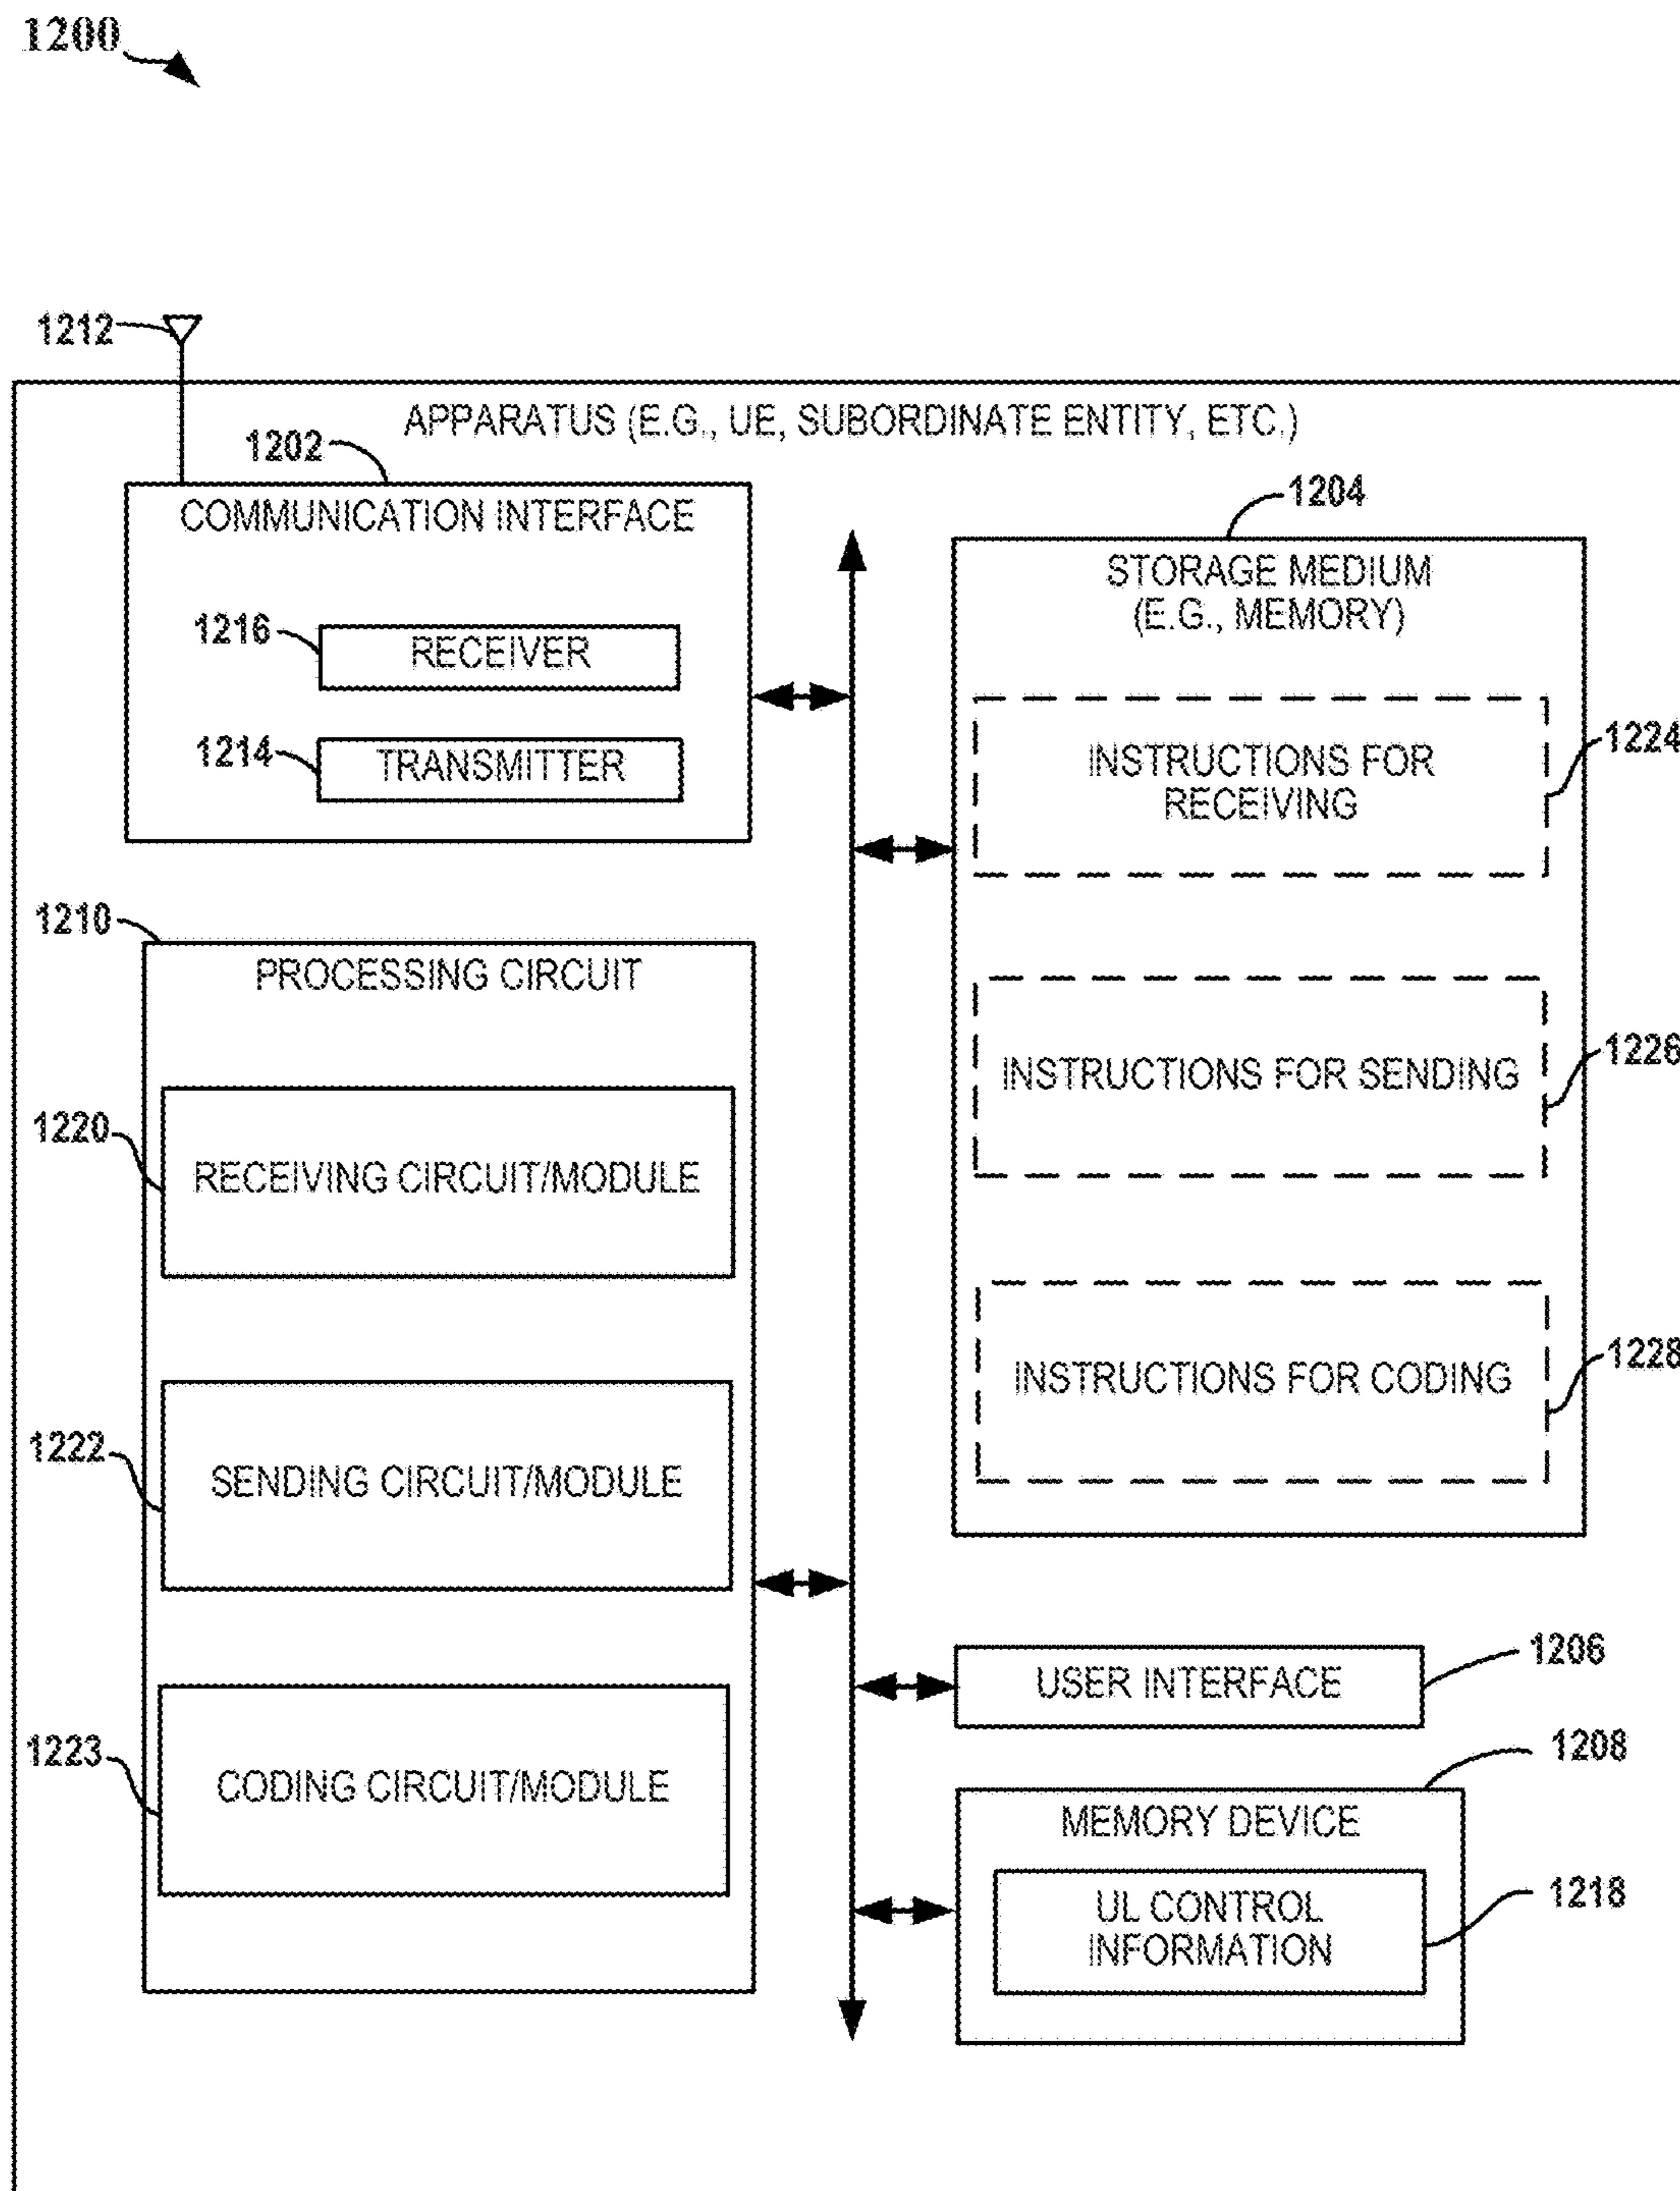 1200
1212
APPARATUS (E.G., UE, SUBORDINATE ENTITY, ETC.)
1202
COMMUNICATION INTERFACE
1216
RECEIVER
1214
TRANSMITTER
1204
STORAGE MEDIUM
(E.G., MEMORY)
INSTRUCTIONS FOR
RECEIVING
1224
1210
PROCESSING CIRCUIT
1220
RECEIVING CIRCUIT/MODULE
INSTRUCTIONS FOR SENDING
1226
1222
SENDING CIRCUIT/MODULE
INSTRUCTIONS FOR CODING
1228
1223
CODING CIRCUIT/MODULE
USER INTERFACE
1206
1208
MEMORY DEVICE
UL CONTROL
INFORMATION
1218